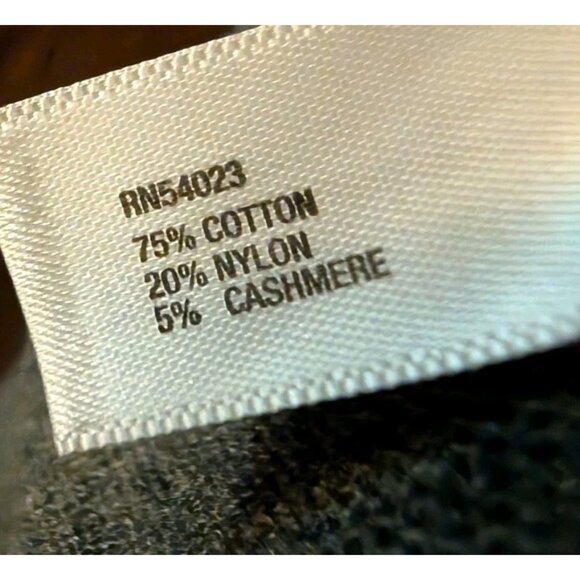 RN54023
75% COTTON
20% NYLON
5% CASHMERE